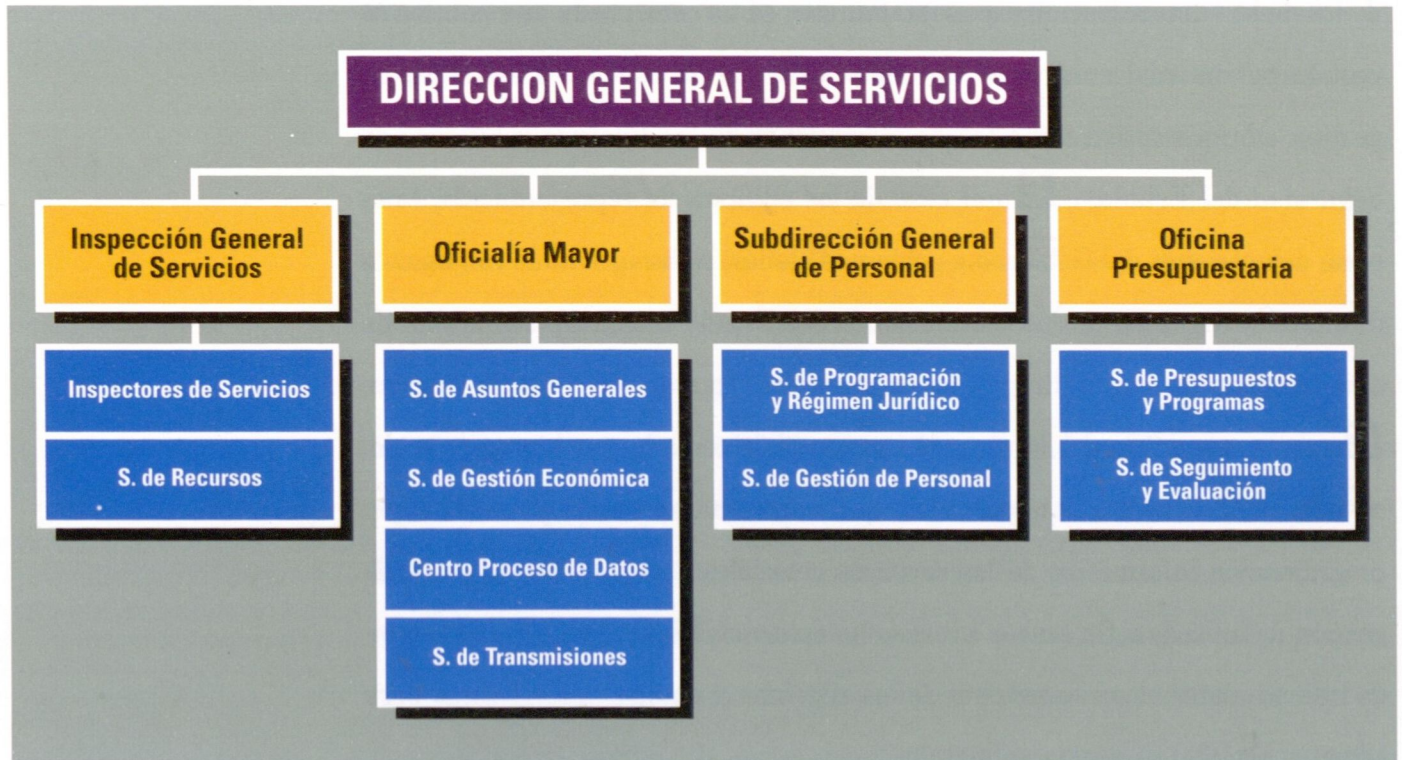 DIRECCION GENERAL DE SERVICIOS
Inspección General
de Servicios
Inspectores de Servicios
S. de Recursos
Oficialía Mayor
S. de Asuntos Generales
S. de Gestión Económica
Centro Proceso de Datos
S. de Transmisiones
Subdirección General
de Personal
S. de Programación
y Régimen Jurídico
S. de Gestión de Personal
Oficina
Presupuestaria
S. de Presupuestos
y Programas
S. de Seguimiento
y Evaluación